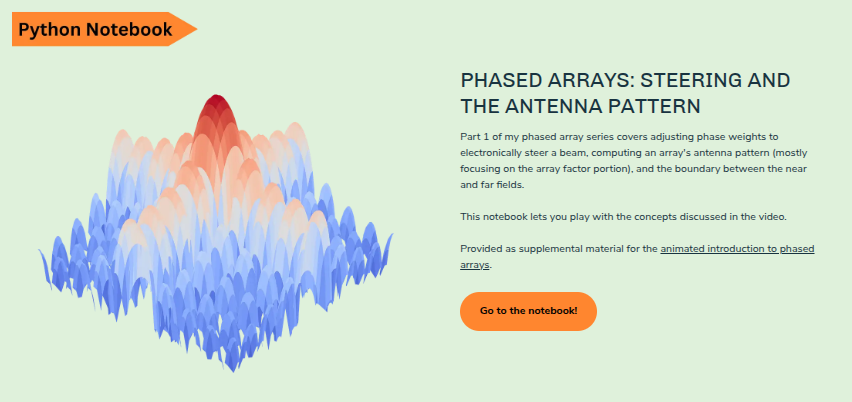 Python Notebook
PHASED ARRAYS: STEERING AND
THE ANTENNA PATTERN
Part 1 of my phased array series covers adjusting phase weights to
electronically steer a beam, computing an array's antenna pattern (mostly
focusing on the array factor portion), and the boundary between the near
and far fields.
This notebook lets you play with the concepts discussed in the video.
Provided as supplemental material for the animated introduction to phased
arrays.
Go to the notebook!